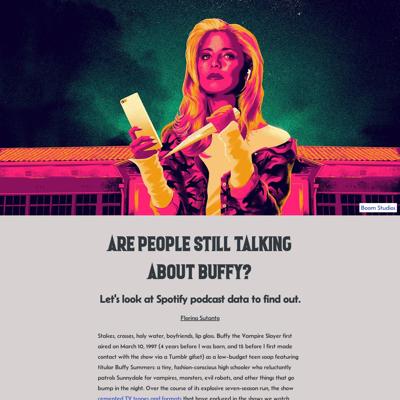 Boom Studios
ARE PEOPLE STILL TALKING
ABOUT BUFFY?
Let's look at Spotify podcast data to find out.
Florina Sutanto
Stakes, crosses, holy water, boyfriends, lip gloss. Buffy the Vampire Slayer first
aired on March 10, 1997 (4 years before I was born, and 15 before I first made
contact with the show via a Tumblr gifset) as a low-budget teen soap featuring
titular Buffy Summers: a tiny, fashion-conscious high schooler who reluctantly
patrols Sunnydale for vampires, monsters, evil robots, and other things that go
bump in the night. Over the course of its explosive seven-season run, the show
cemented TV tropes and formats that have endured in the shows we watch